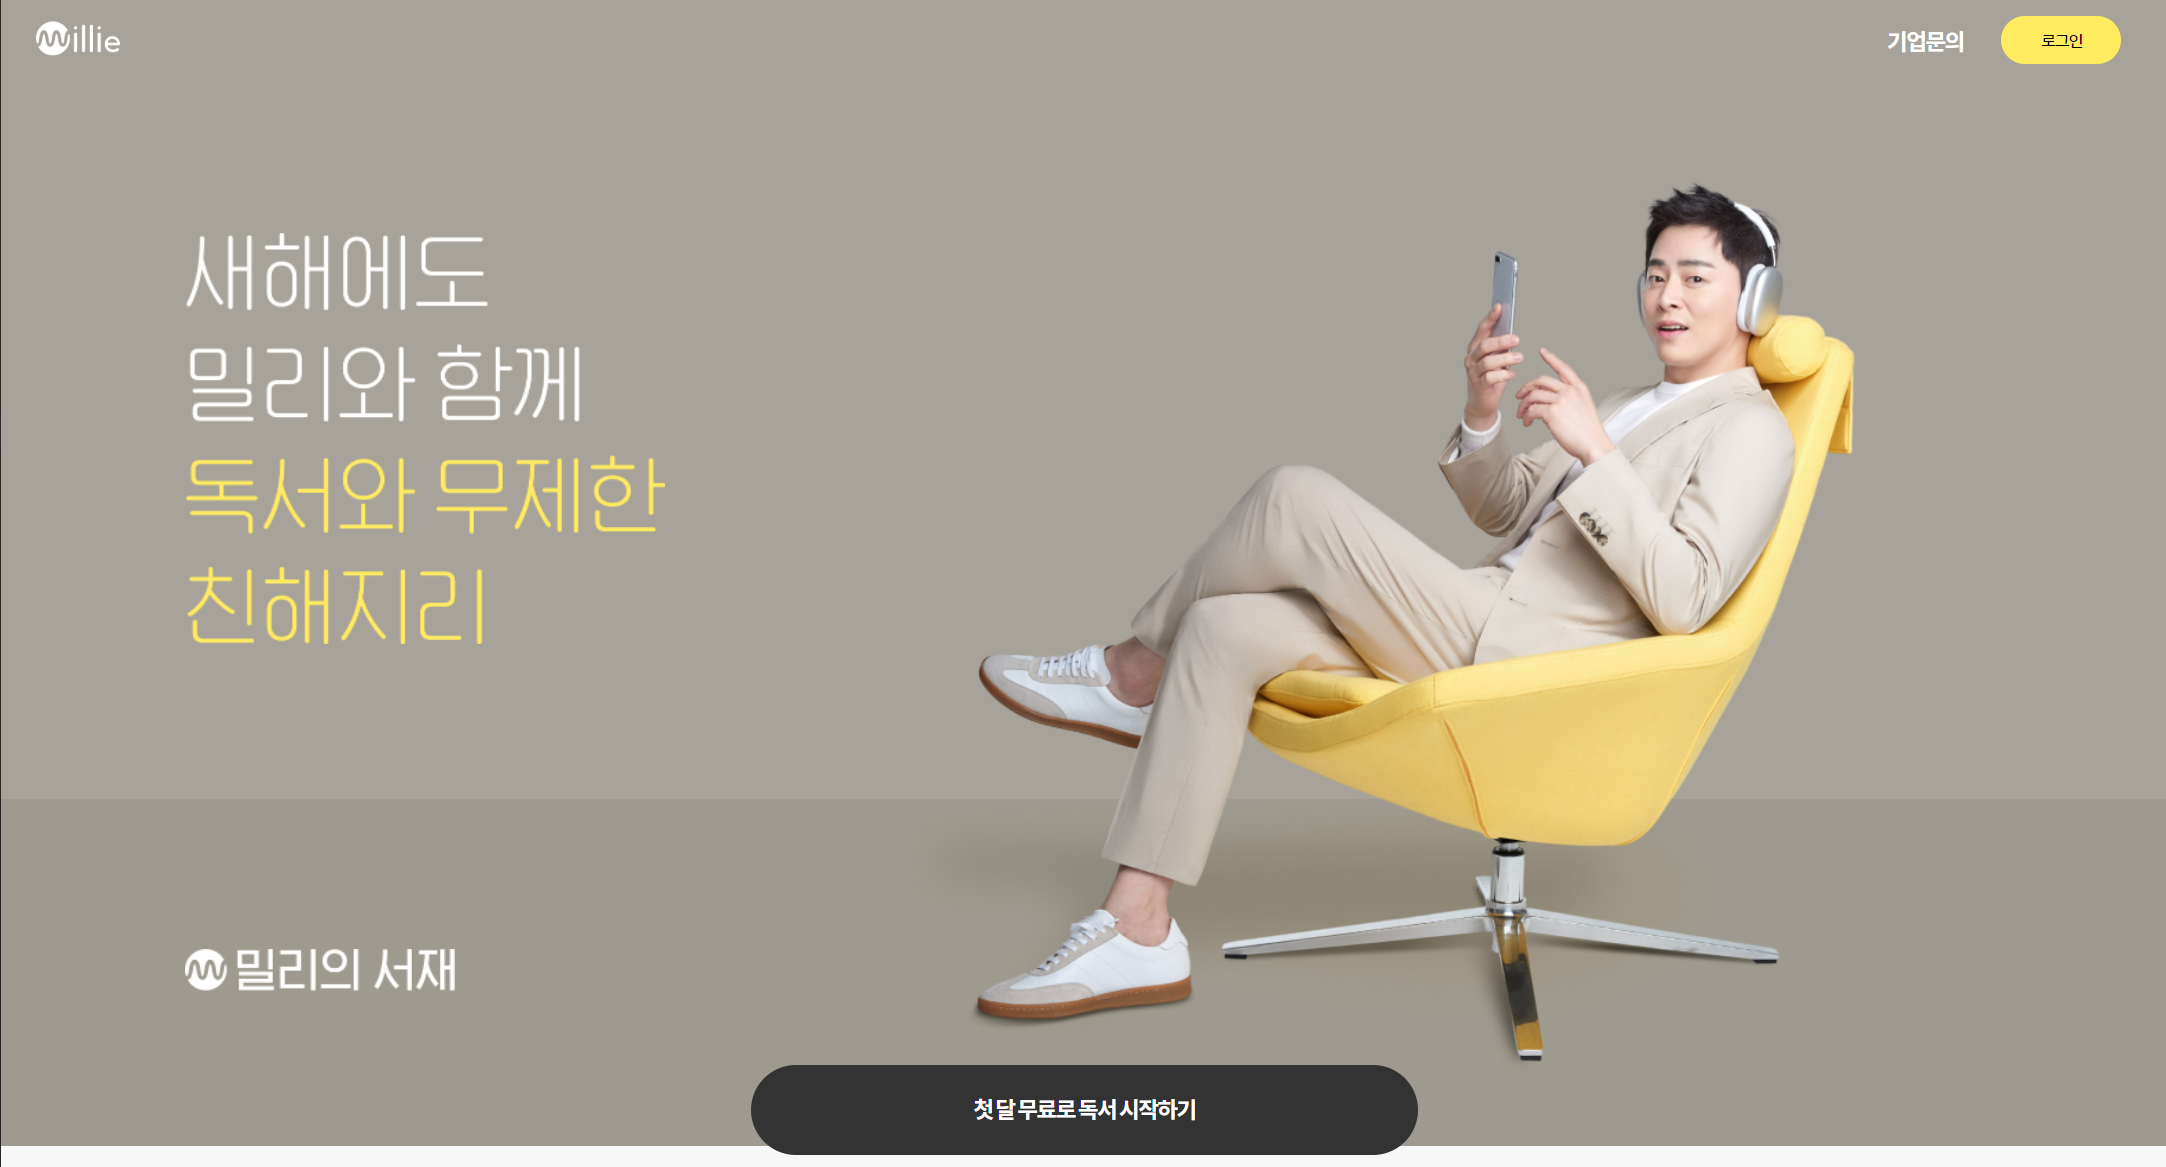 millie
기업문의
로그인
새해에도
밀리와 함께
독서와 무제한
친해지리
밀리의 서재
첫 달 무료로 독서 시작하기